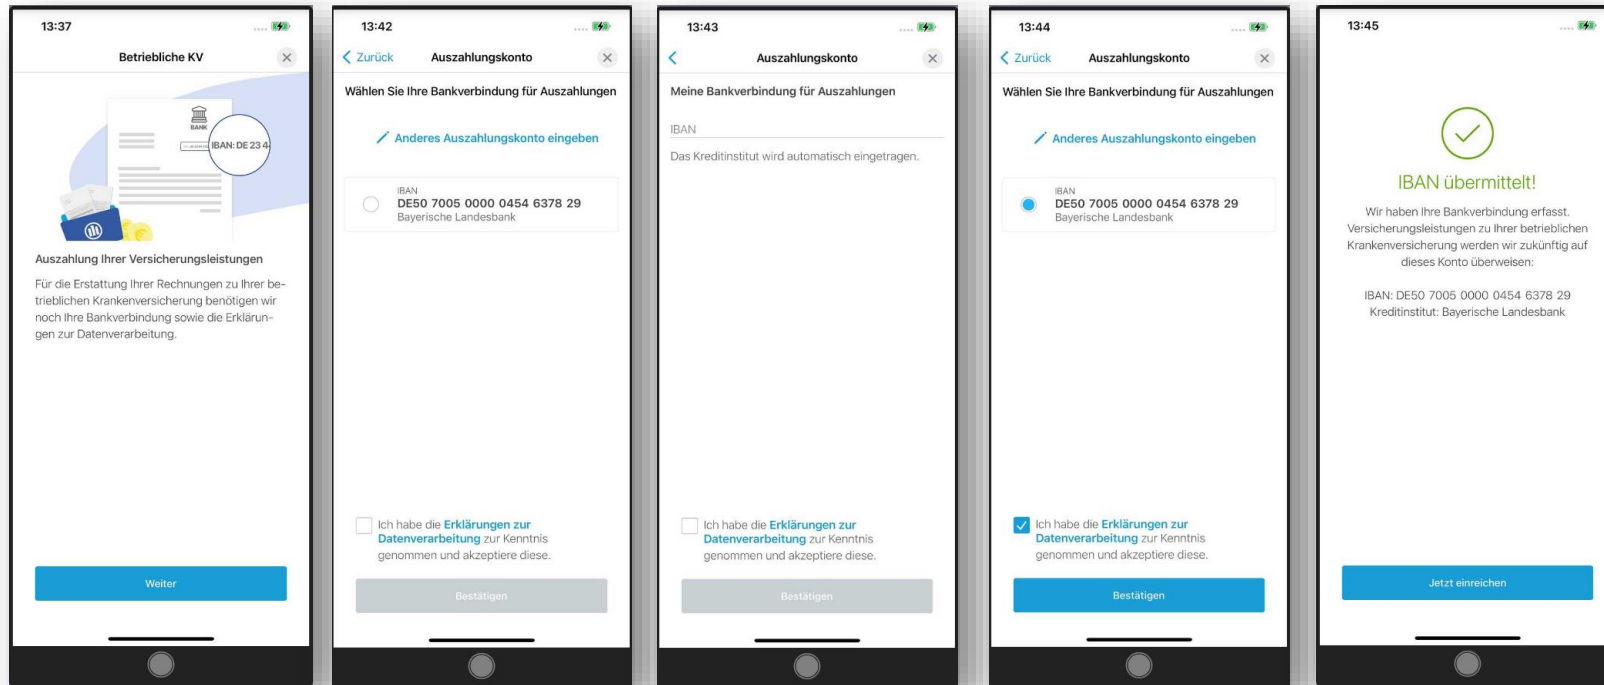 13:37
Betriebliche KV
BANK
IBAN: DE 23 4
Auszahlung Ihrer Versicherungsleistungen
Für die Erstattung Ihrer Rechnungen zu Ihrer be-
trieblichen Krankenversicherung benötigen wir
noch Ihre Bankverbindung sowie die Erklärun-
gen zur Datenverarbeitung.
Weiter
13:42
Zurück
Auszahlungskonto
Wählen Sie Ihre Bankverbindung für Auszahlungen
Anderes Auszahlungskonto eingeben
IBAN
DE50 7005 0000 0454 6378 29
Bayerische Landesbank
Ich habe die Erklärungen zur
Datenverarbeitung zur Kenntnis
genommen und akzeptiere diese.
Bestätigen
13:43
Auszahlungskonto
Meine Bankverbindung für Auszahlungen
IBAN
Das Kreditinstitut wird automatisch eingetragen.
Ich habe die Erklärungen zur
Datenverarbeitung zur Kenntnis
genommen und akzeptiere diese.
Bestätigen
13:44
Zurück
Auszahlungskonto
Wählen Sie Ihre Bankverbindung für Auszahlungen
Anderes Auszahlungskonto eingeben
IBAN
DE50 7005 0000 0454 6378 29
Bayerische Landesbank
Ich habe die Erklärungen zur
Datenverarbeitung zur Kenntnis
genommen und akzeptiere diese.
Bestätigen
13:45
IBAN übermittelt!
Wir haben Ihre Bankverbindung erfasst.
Versicherungsleistungen zu Ihrer betrieblichen
Krankenversicherung werden wir zukünftig auf
dieses Konto überweisen:
IBAN: DE50 7005 0000 0454 6378 29
Kreditinstitut: Bayerische Landesbank
Jetzt einreichen